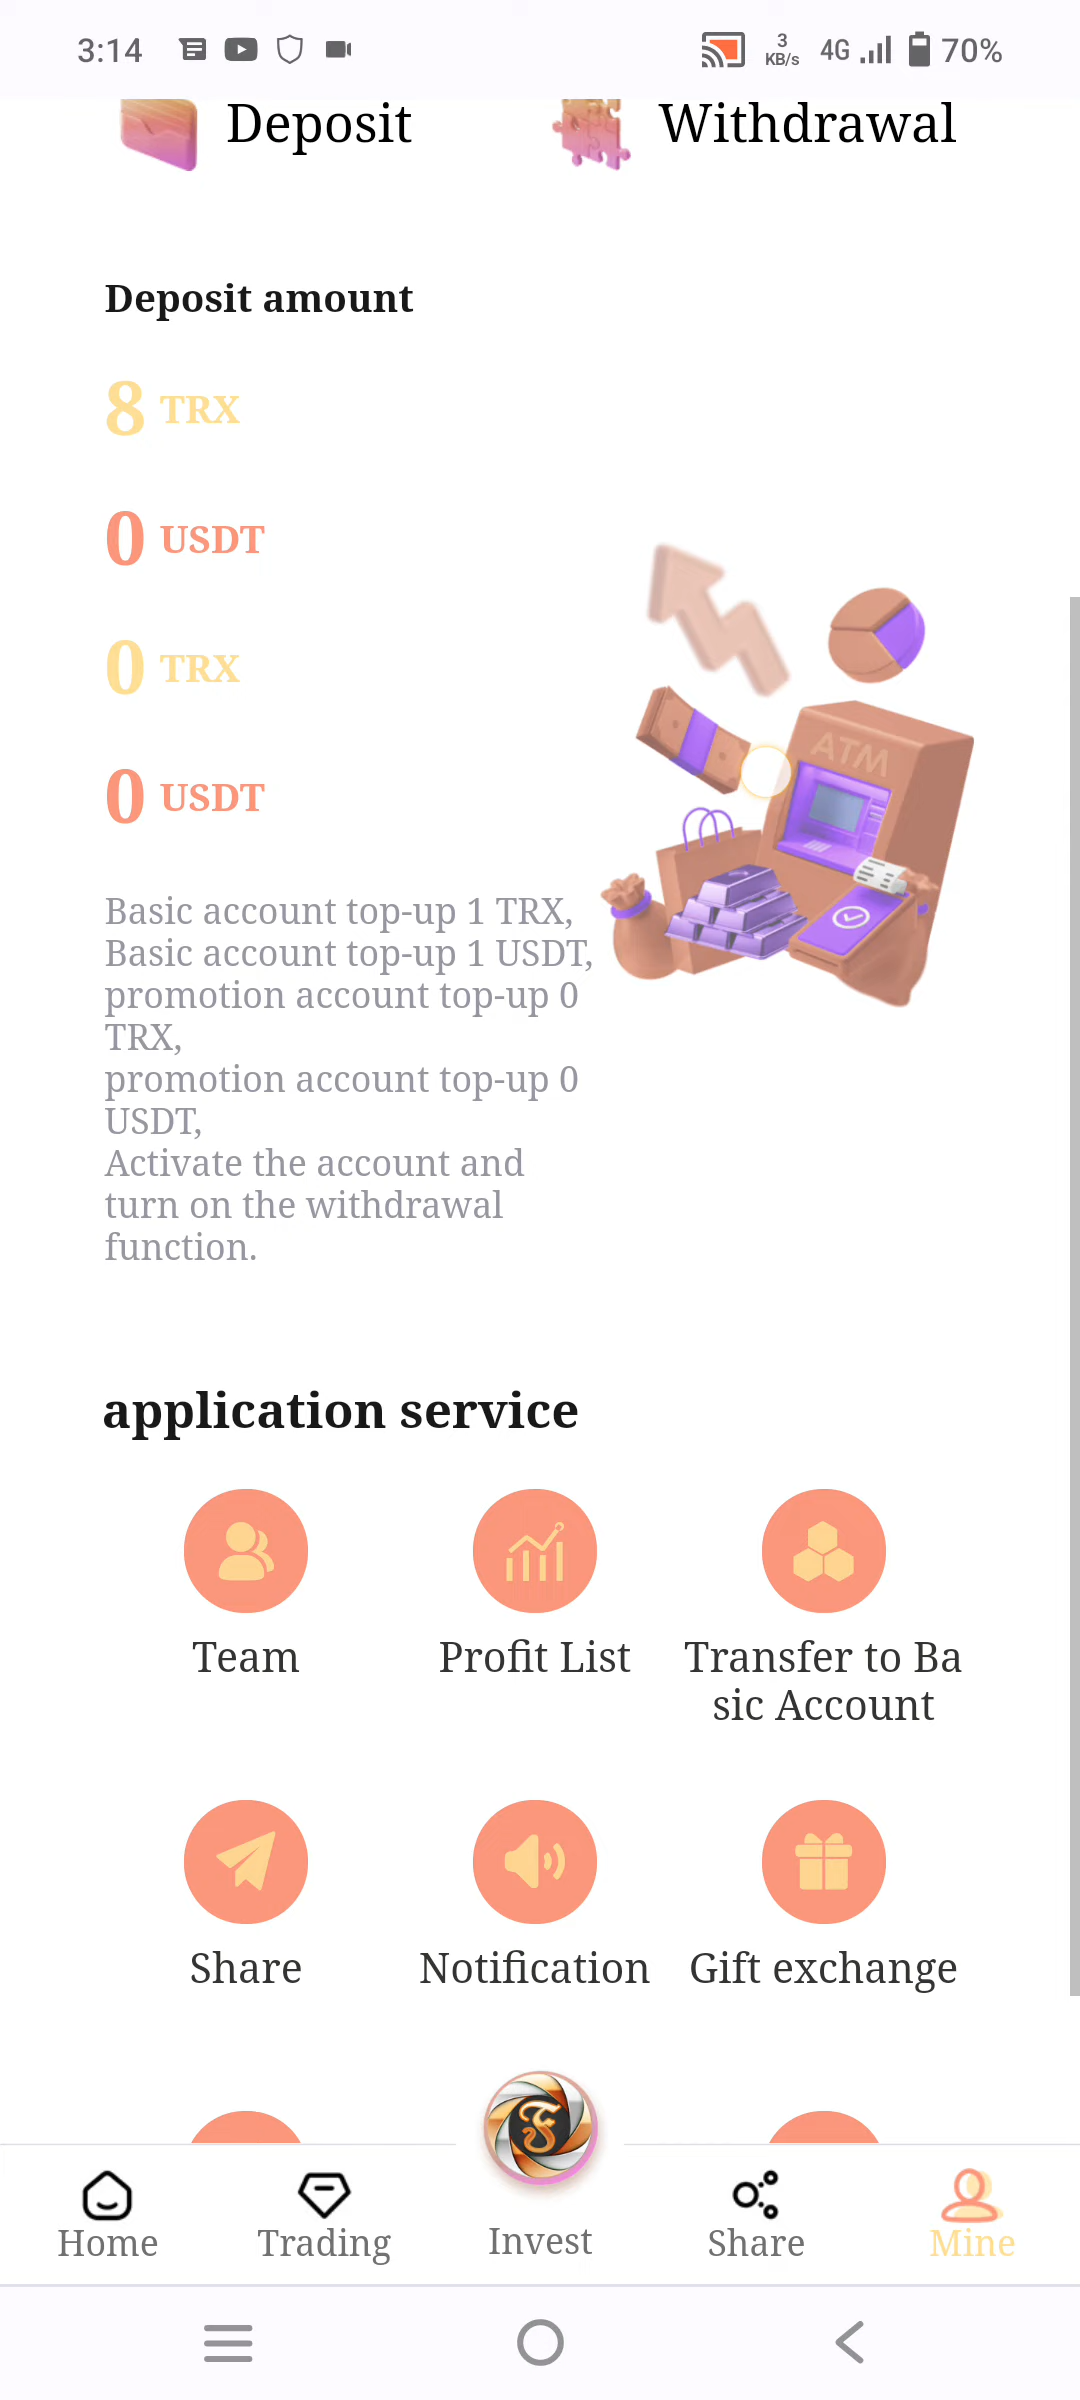 3:14
3
KB/s
4G
70%
Deposit
Withdrawal
Deposit amount
8 TRX
0 USDT
0 TRX
0 USDT
ATM
Basic account top-up 1 TRX,
Basic account top-up 1 USDT,
promotion account top-up 0
TRX,
promotion account top-up 0
USDT,
Activate the account and
turn on the withdrawal
function.
application service
Team
Profit List
Transfer to Ba
sic Account
Share
Notification
Gift exchange
Home
Trading
Invest
Share
Mine